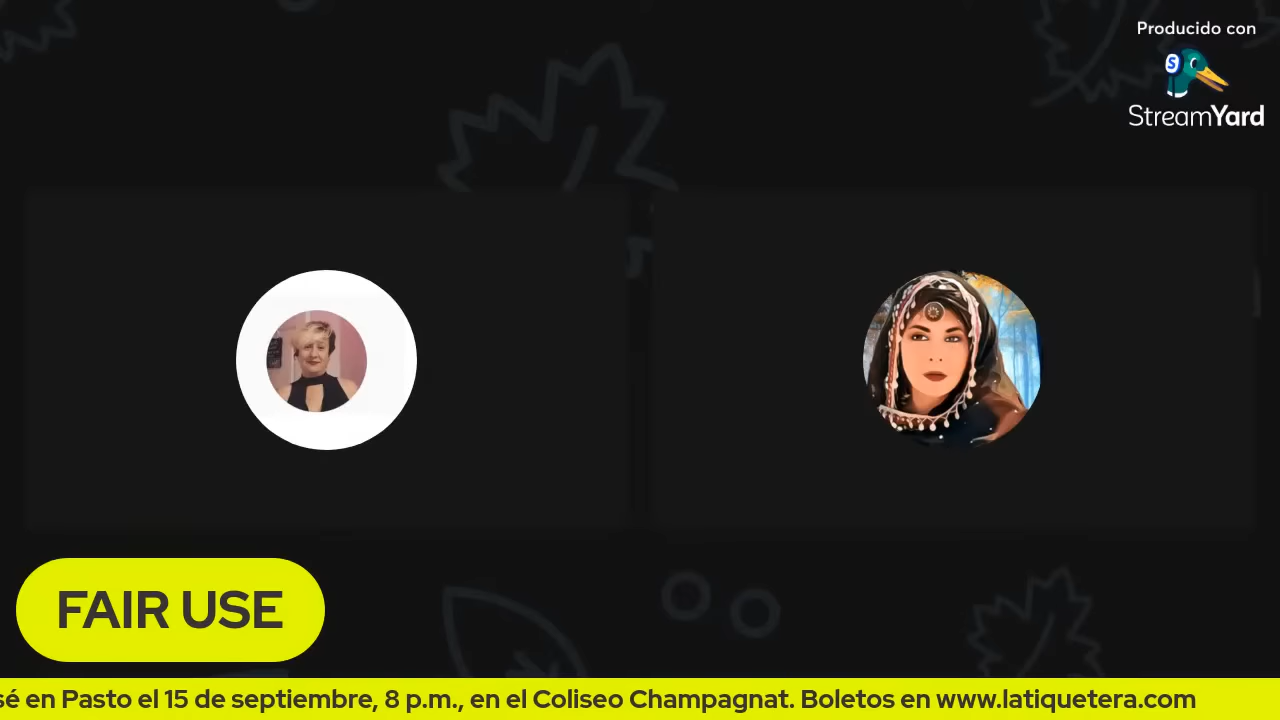 Producido con
StreamYard
FAIR USE
sé en Pasto el 15 de septiembre, 8 p.m., en el Coliseo Champagnat. Boletos en www.latiquetera.com